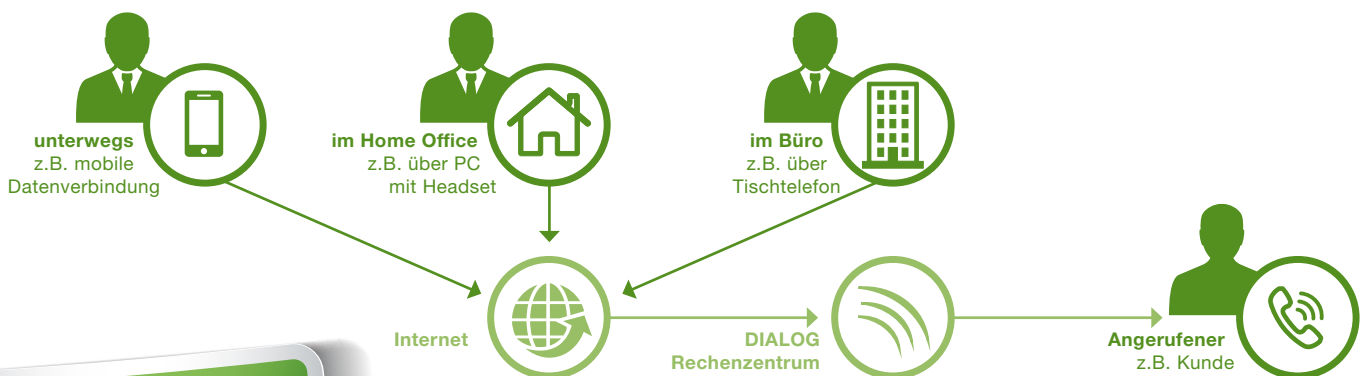 unterwegs
z.B. mobile
Datenverbindung
im Home Office
z.B. über PC
mit Headset
im Büro
z.B. über
Tischtelefon
Internet
DIALOG
Rechenzentrum
Angerufener
z.B. Kunde